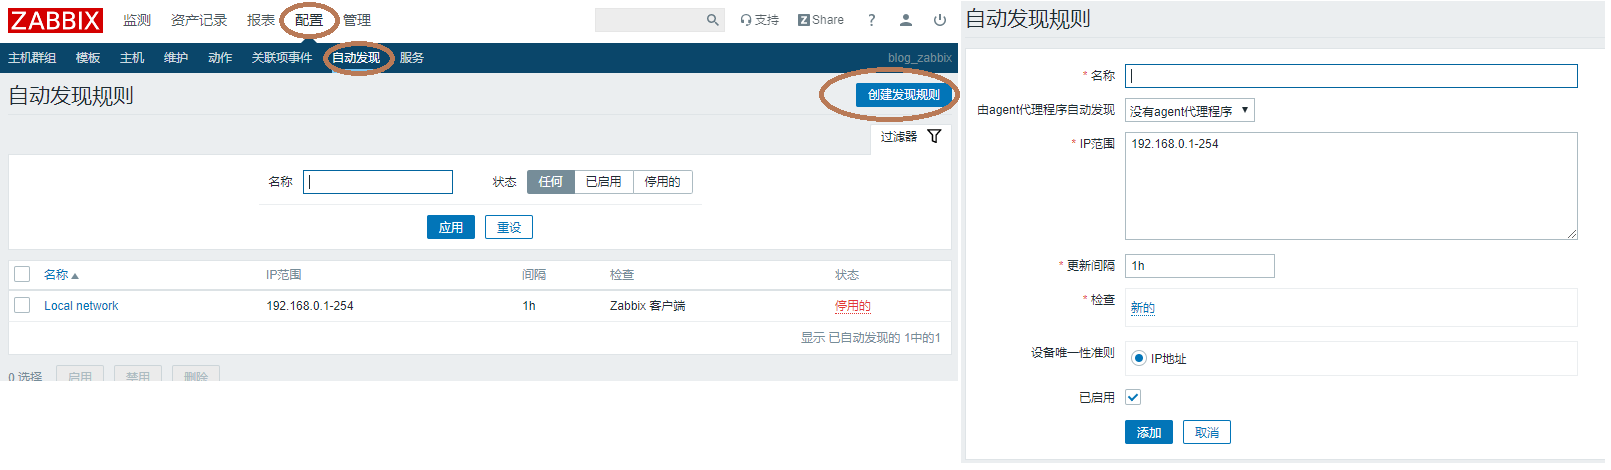 ZABBIX 监测 资产记录 报表 配置 管理 支持 Z Share ?
主机群组 模板 主机 维护 动作 关联项事件 自动发现 服务 blog_zabbix
自动发现规则 创建发现规则
过滤器
名称 状态 任何 已启用 停用的
应用 重设
名称 IP范围 间隔 检查 状态
Local network 192.168.0.1-254 1h Zabbix 客户端 停用的
显示 已自动发现的 1中的1
0 选择 启用 禁用 删除
自动发现规则
* 名称
由agent代理程序自动发现 没有agent代理程序
* IP范围 192.168.0.1-254
* 更新间隔 1h
* 检查 新的
设备唯一性准则 IP地址
已启用
添加 取消